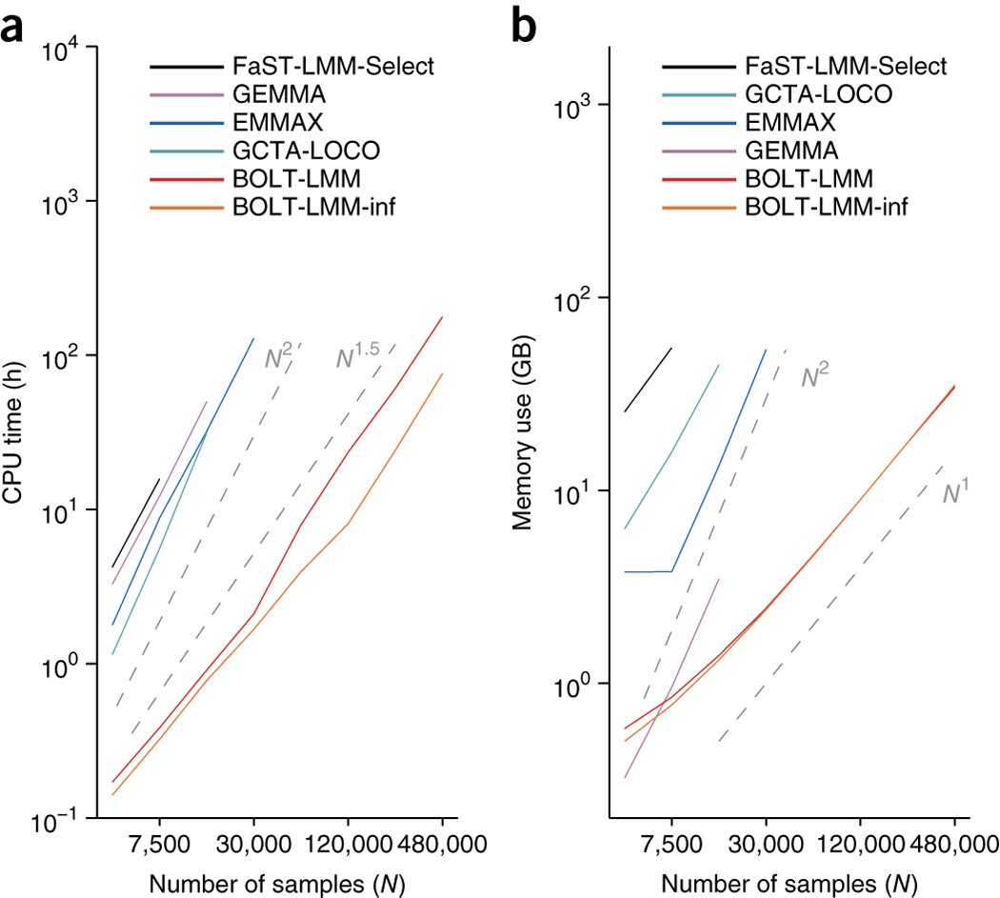 a
CPU time (h)
10^4
10^3
10^2
10^1
10^0
10^−1
FaST-LMM-Select
GEMMA
EMMAX
GCTA-LOCO
BOLT-LMM
BOLT-LMM-inf
N^2
N^1.5
7,500 30,000 120,000 480,000
Number of samples (N)
b
Memory use (GB)
10^3
10^2
10^1
10^0
FaST-LMM-Select
GCTA-LOCO
EMMAX
GEMMA
BOLT-LMM
BOLT-LMM-inf
N^2
N^1
7,500 30,000 120,000 480,000
Number of samples (N)